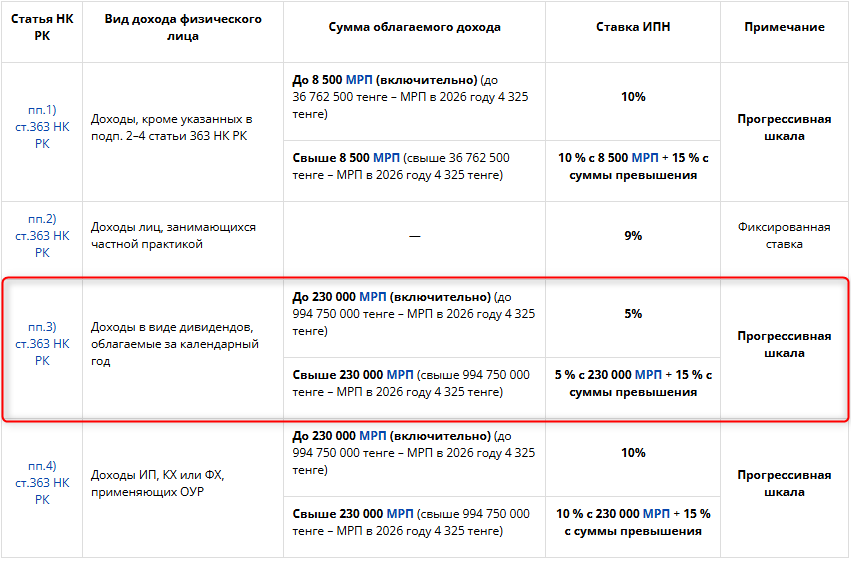 Статья НК
РК
Вид дохода физического
лица
Сумма облагаемого дохода
Ставка ИПН
Примечание
пп.1)
ст.363 НК
РК
Доходы, кроме указанных в
подп. 2–4 статьи 363 НК РК
До 8 500 МРП (включительно) (до
36 762 500 тенге – МРП в 2026 году 4 325
тенге)
10%
Свыше 8 500 МРП (свыше 36 762 500
тенге – МРП в 2026 году 4 325 тенге)
10 % с 8 500 МРП + 15 % с
суммы превышения
Прогрессивная
шкала
пп.2)
ст.363 НК
РК
Доходы лиц, занимающихся
частной практикой
—
9%
Фиксированная
ставка
пп.3)
ст.363 НК
РК
Доходы в виде дивидендов,
облагаемые за календарный
год
До 230 000 МРП (включительно) (до
994 750 000 тенге – МРП в 2026 году 4 325
тенге)
5%
Свыше 230 000 МРП (свыше 994 750 000
тенге – МРП в 2026 году 4 325 тенге)
5 % с 230 000 МРП + 15 % с
суммы превышения
Прогрессивная
шкала
пп.4)
ст.363 НК
РК
Доходы ИП, КХ или ФХ,
применяющих ОУР
До 230 000 МРП (включительно) (до
994 750 000 тенге – МРП в 2026 году 4 325
тенге)
10%
Свыше 230 000 МРП (свыше 994 750 000
тенге – МРП в 2026 году 4 325 тенге)
10 % с 230 000 МРП + 15 %
с суммы превышения
Прогрессивная
шкала